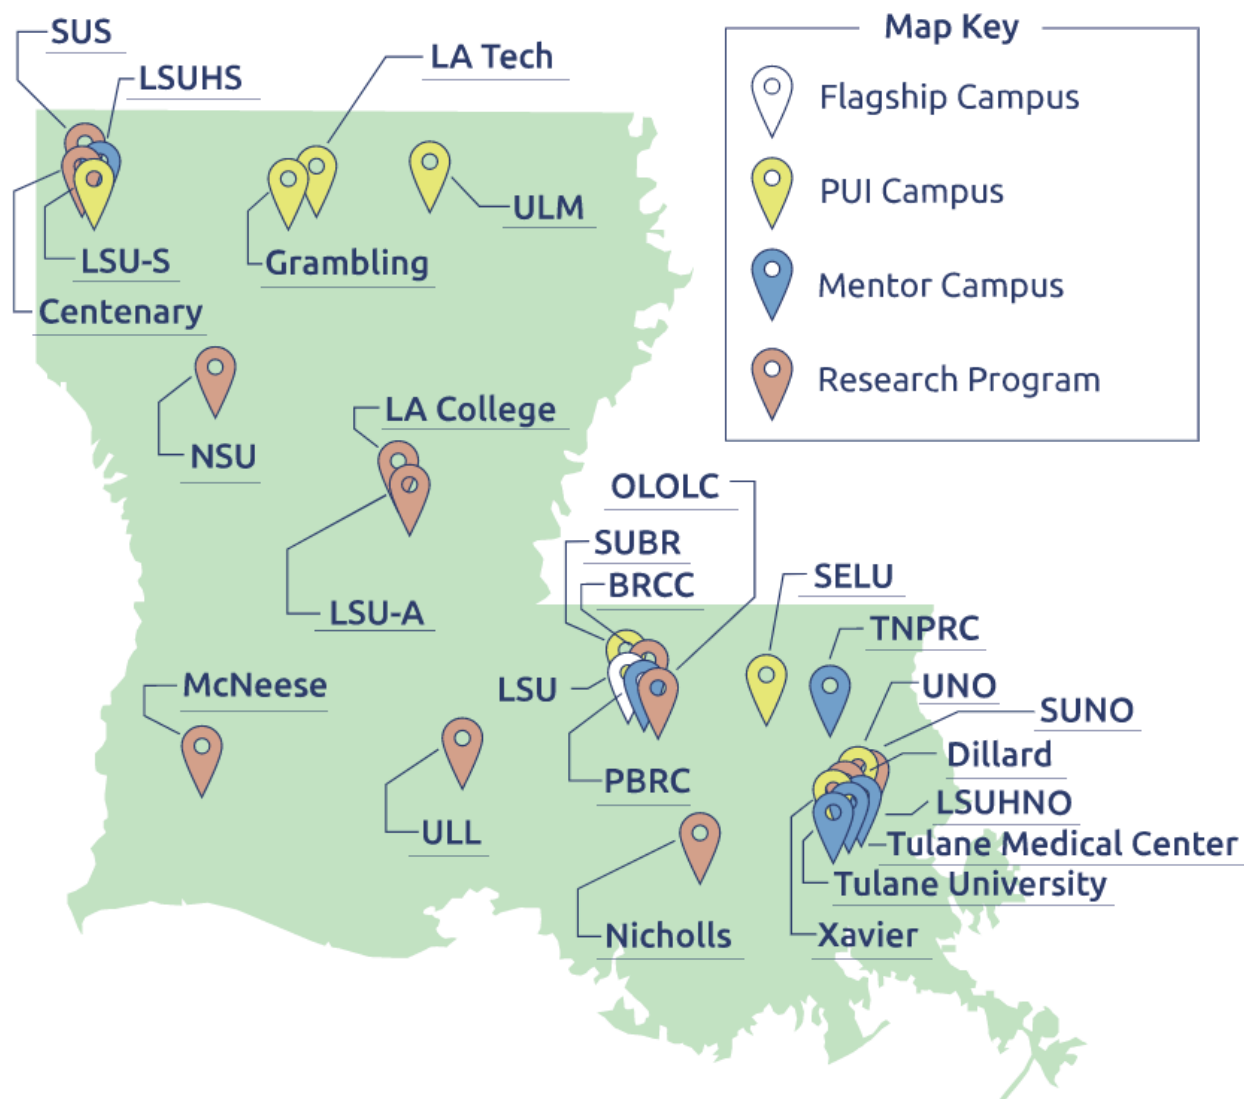 SUS
LSUHS
LA Tech
Map Key
Flagship Campus
PUI Campus
Mentor Campus
Research Program
ULM
LSU-S
Grambling
Centenary
LA College
NSU
OLOLC
SUBR
BRCC
SELU
LSU-A
TNPRC
McNeese
LSU
UNO
SUNO
Dillard
PBRC
LSUHNO
ULL
Tulane Medical Center
Tulane University
Nicholls
Xavier